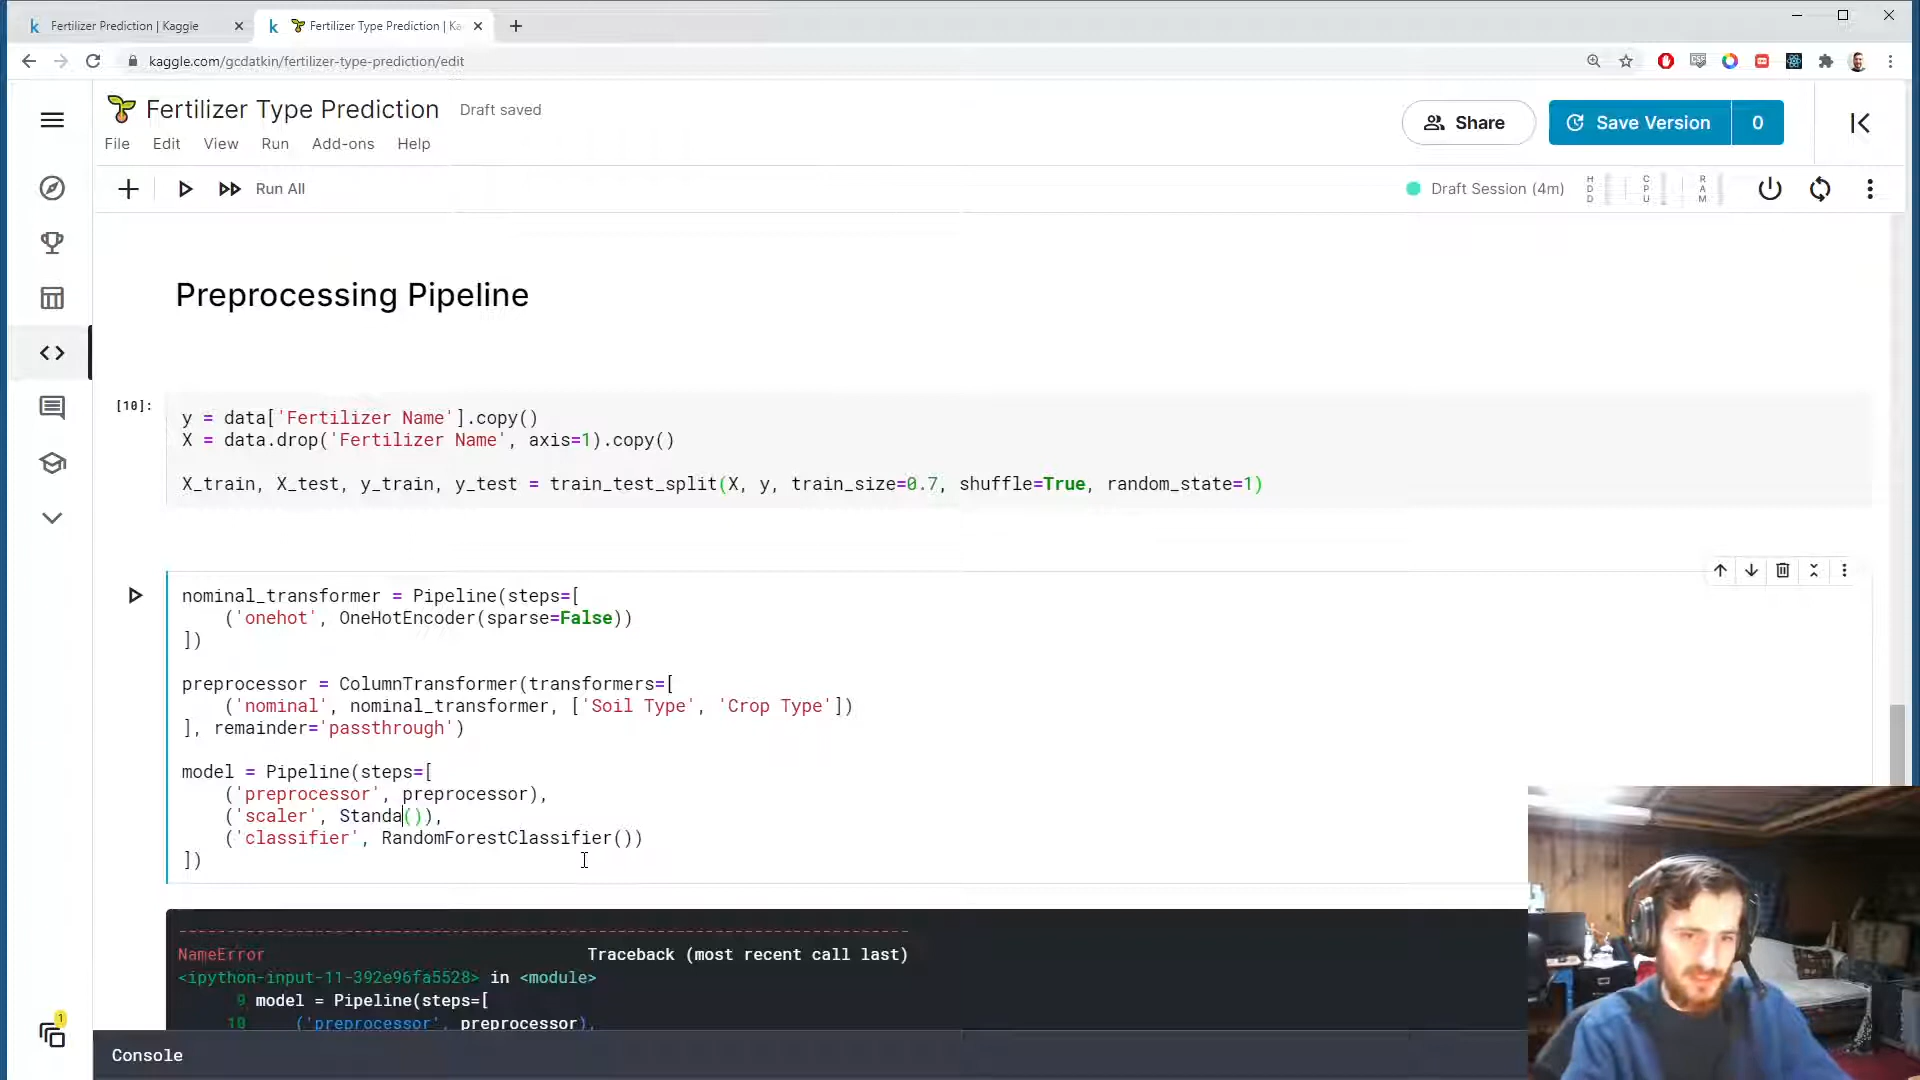 Fertilizer Prediction | Kaggle
Fertilizer Type Prediction | Ka
kaggle.com/gcdatkin/fertilizer-type-prediction/edit
Fertilizer Type Prediction
Draft saved
Share
Save Version
0
File
Edit
View
Run
Add-ons
Help
Run All
Draft Session (4m)
HDD
CPU
RAM
Preprocessing Pipeline
[10]:
y = data['Fertilizer Name'].copy()
X = data.drop('Fertilizer Name', axis=1).copy()
X_train, X_test, y_train, y_test = train_test_split(X, y, train_size=0.7, shuffle=True, random_state=1)
nominal_transformer = Pipeline(steps=[
('onehot', OneHotEncoder(sparse=False))
])
preprocessor = ColumnTransformer(transformers=[
('nominal', nominal_transformer, ['Soil Type', 'Crop Type'])
], remainder='passthrough')
model = Pipeline(steps=[
('preprocessor', preprocessor),
('scaler', Standa()),
('classifier', RandomForestClassifier())
])
---------------------------------------------------------------------------
NameError Traceback (most recent call last)
<ipython-input-11-392e96fa5528> in <module>
9 model = Pipeline(steps=[
10 ('preprocessor', preprocessor),
1
Console